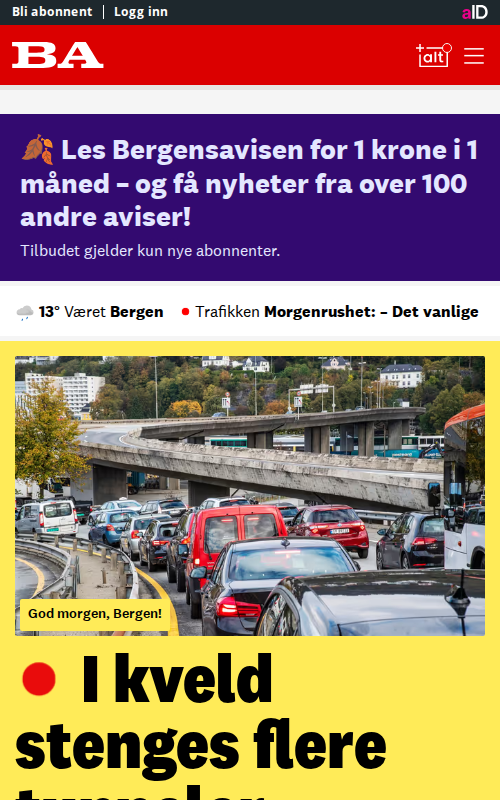 Bli abonnent Logg inn aID
BA +alt
🍂 Les Bergensavisen for 1 krone i 1
måned – og få nyheter fra over 100
andre aviser!
Tilbudet gjelder kun nye abonnenter.
13° Været Bergen Trafikken Morgenrushet: – Det vanlige
God morgen, Bergen!
I kveld
stenges flere